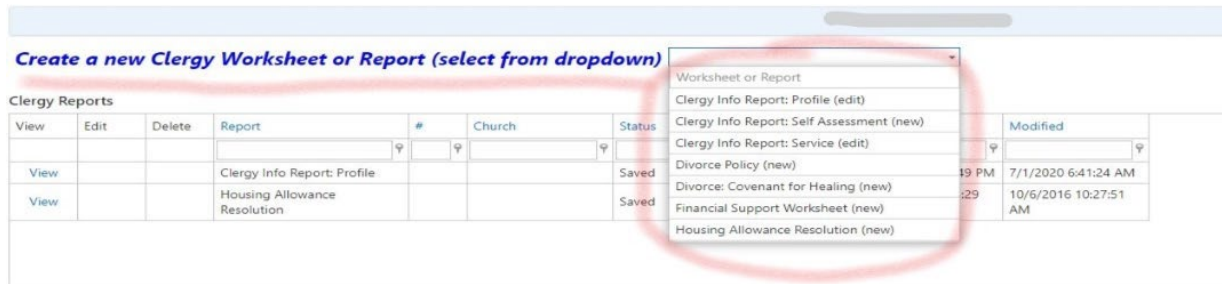 Create a new Clergy Worksheet or Report (select from dropdown)
Worksheet or Report
Clergy Info Report: Profile (edit)
Clergy Info Report: Self Assessment (new)
Clergy Info Report: Service (edit)
Divorce Policy (new)
Divorce: Covenant for Healing (new)
Financial Support Worksheet (new)
Housing Allowance Resolution (new)
Clergy Reports
View Edit Delete Report # Church Status Modified
View Clergy Info Report: Profile Saved 49 PM 7/1/2020 6:41:24 AM
View Housing Allowance Saved :29 10/6/2016 10:27:51
Resolution AM